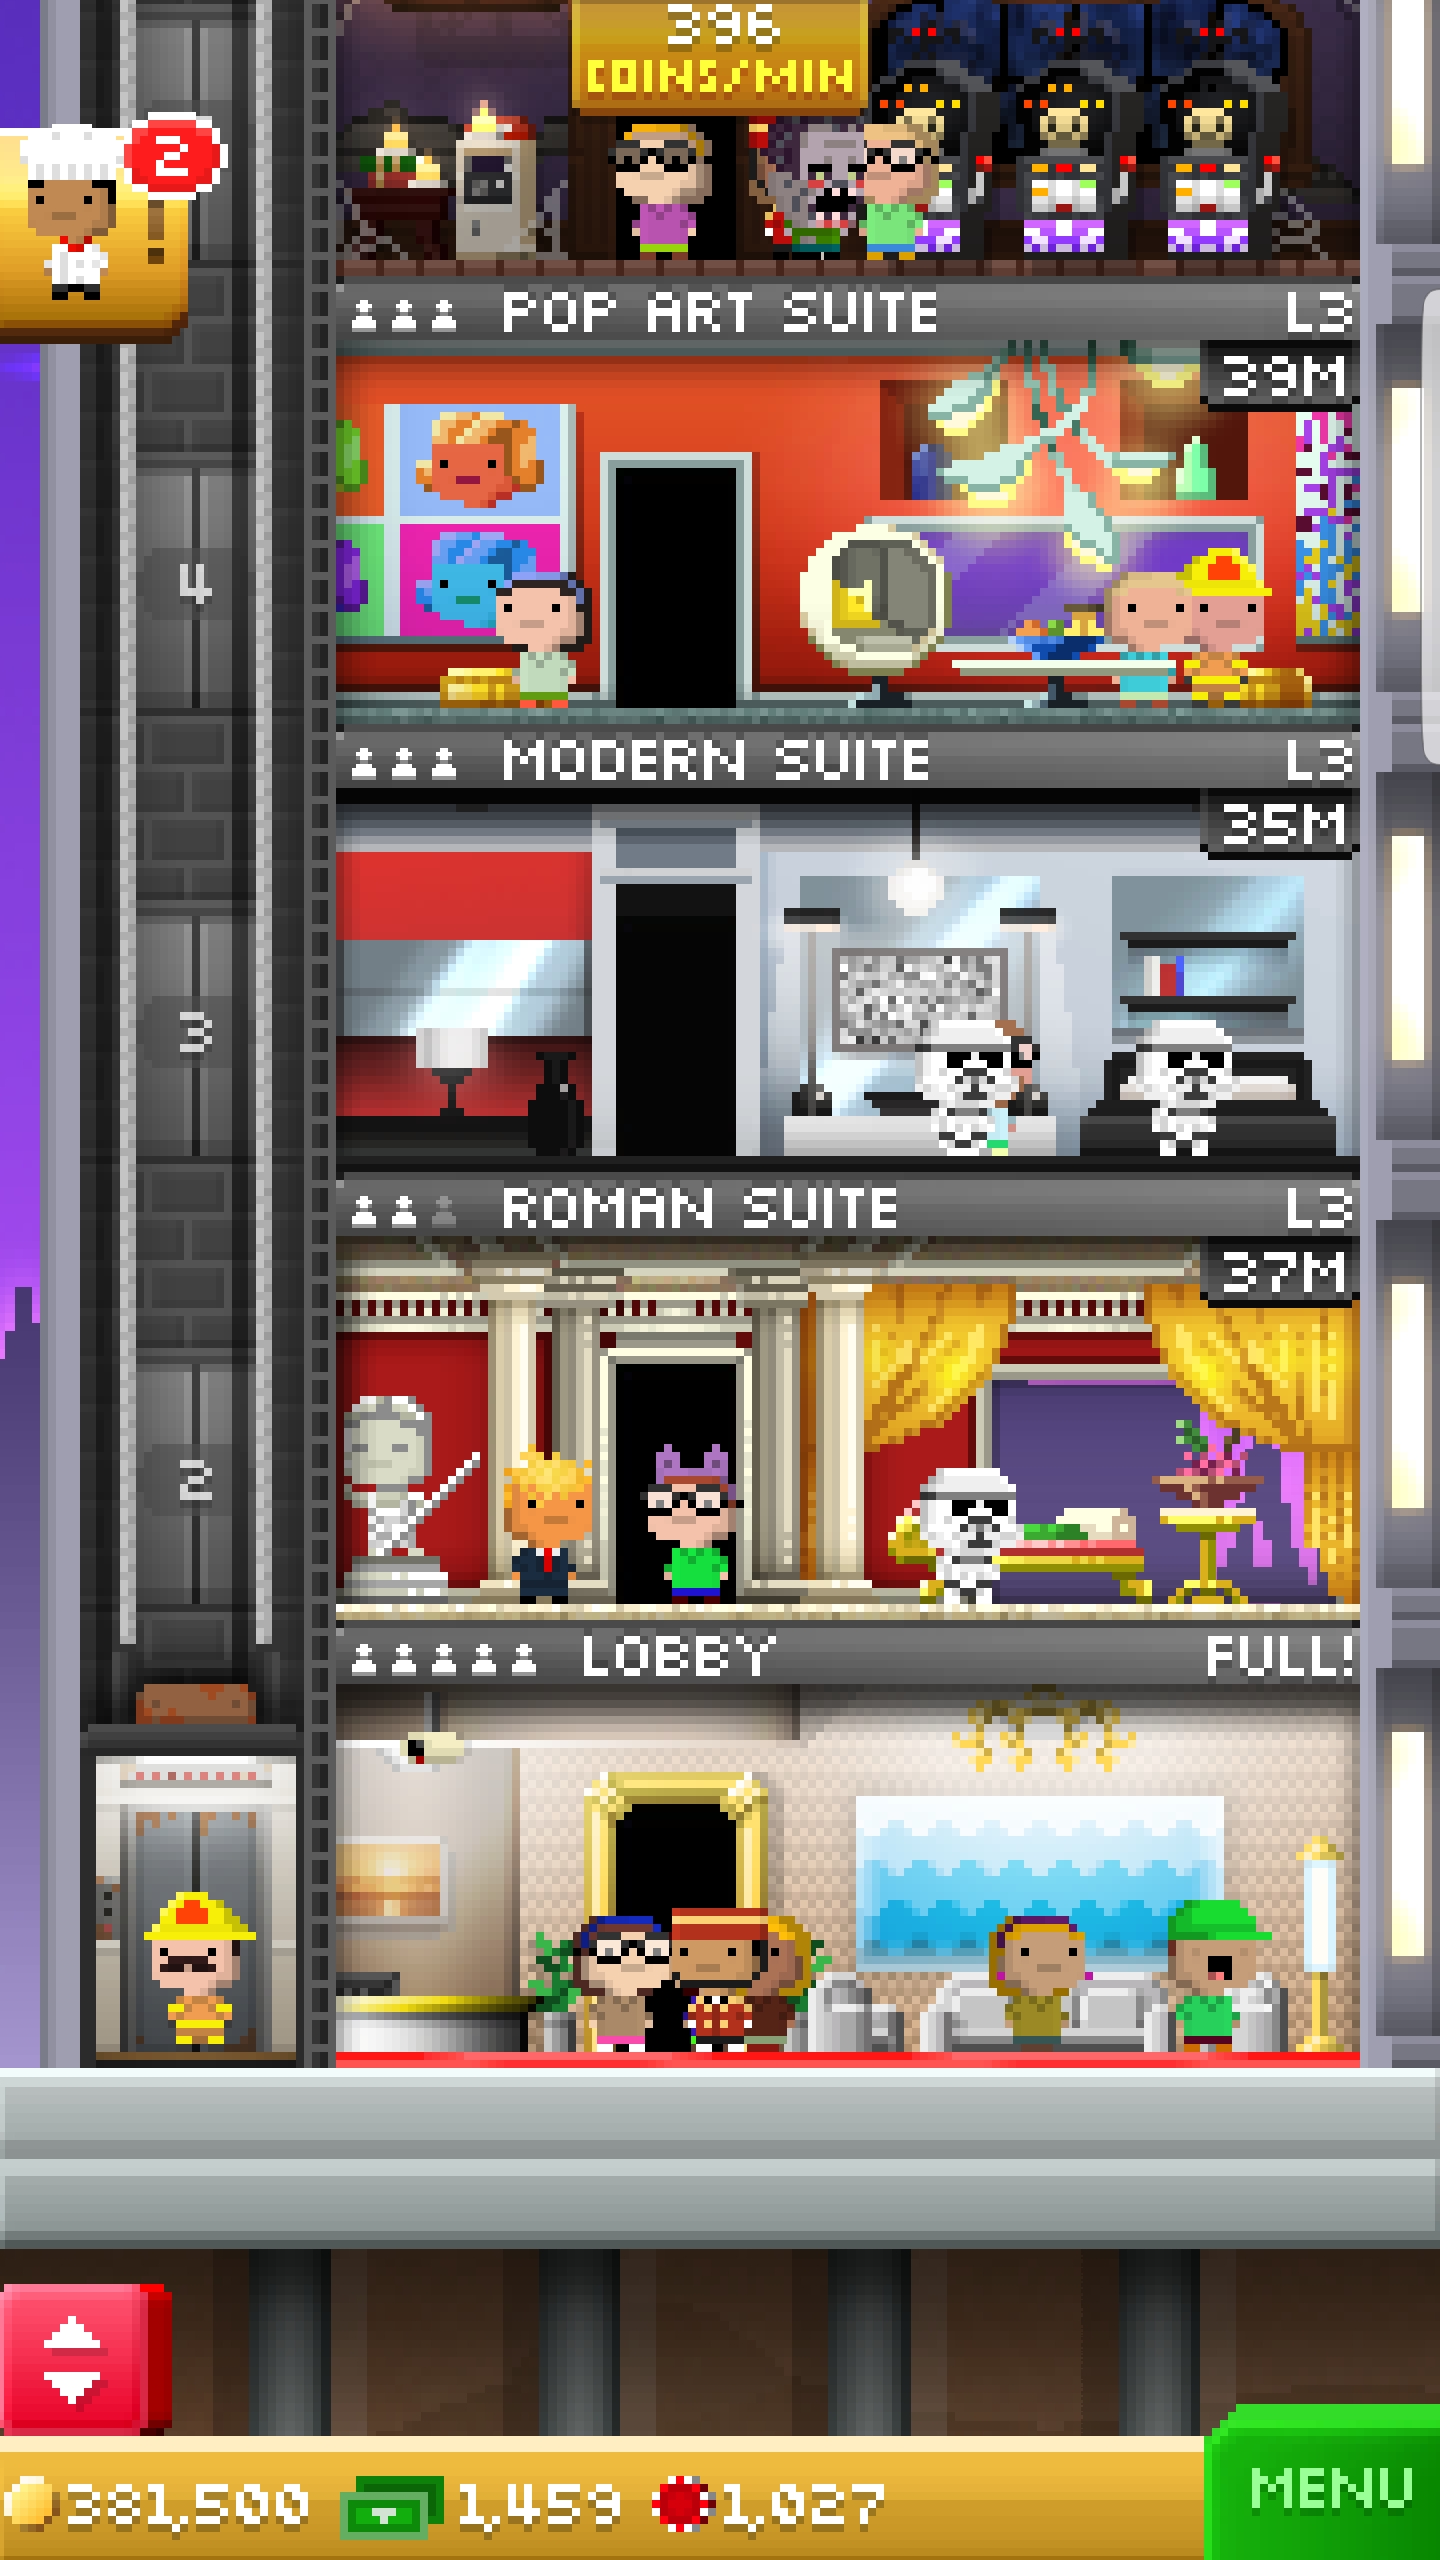 396
COINS/MIN
2
!
POP ART SUITE L3
39M
4
MODERN SUITE L3
35M
3
ROMAN SUITE L3
37M
2
LOBBY FULL!
MENU
381,500 1,459 1,027